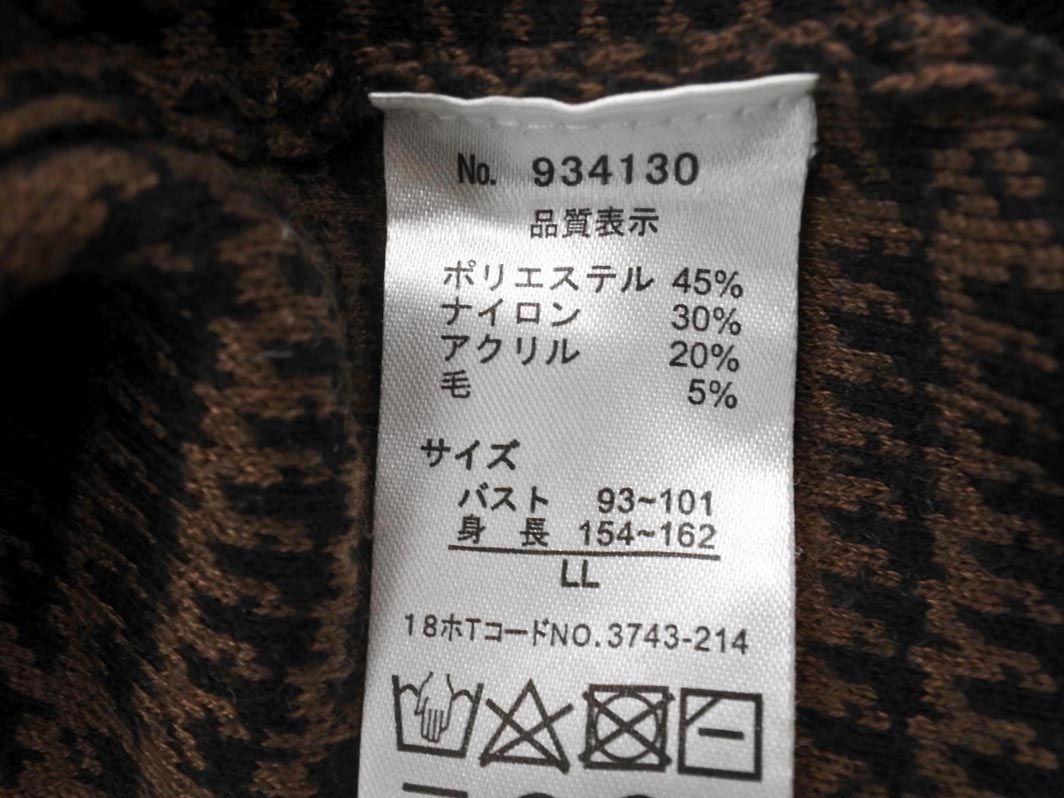 No. 934130
品質表示
ポリエステル 45%
ナイロン 30%
アクリル 20%
毛 5%
サイズ
バスト 93~101
身長 154~162
LL
18ホTコードNO.3743-214